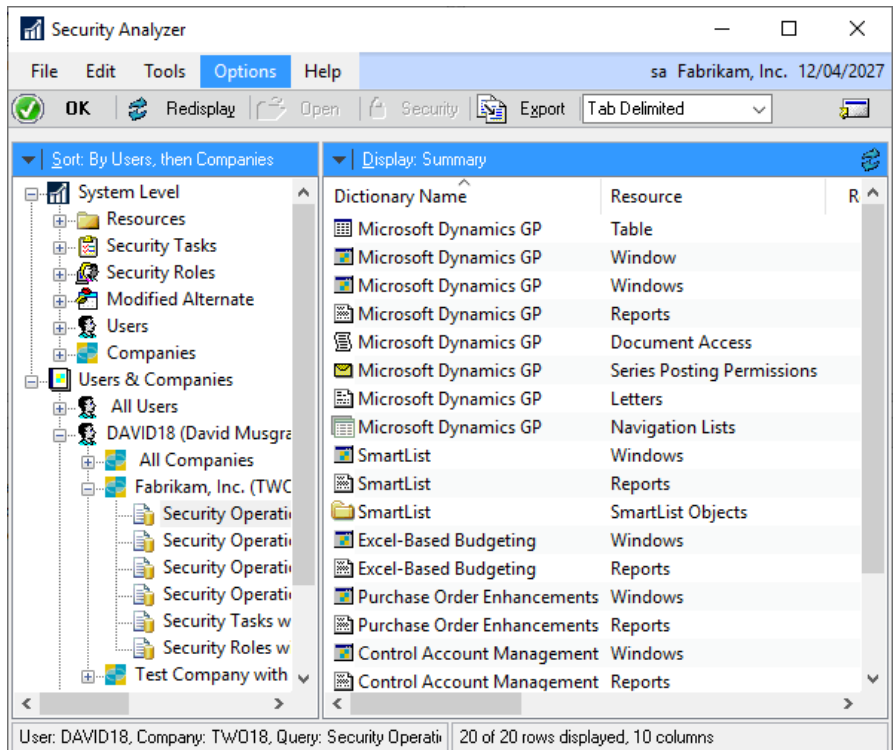 Security Analyzer
File Edit Tools Options Help sa Fabrikam, Inc. 12/04/2027
OK Redisplay Open Security Export Tab Delimited
Sort: By Users, then Companies
System Level
Resources
Security Tasks
Security Roles
Modified Alternate
Users
Companies
Users & Companies
All Users
DAVID18 (David Musgra
All Companies
Fabrikam, Inc. (TWO
Security Operati
Security Operati
Security Operati
Security Operati
Security Tasks w
Security Roles w
Test Company with
Display: Summary
Dictionary Name Resource R
Microsoft Dynamics GP Table
Microsoft Dynamics GP Window
Microsoft Dynamics GP Windows
Microsoft Dynamics GP Reports
Microsoft Dynamics GP Document Access
Microsoft Dynamics GP Series Posting Permissions
Microsoft Dynamics GP Letters
Microsoft Dynamics GP Navigation Lists
SmartList Windows
SmartList Reports
SmartList SmartList Objects
Excel-Based Budgeting Windows
Excel-Based Budgeting Reports
Purchase Order Enhancements Windows
Purchase Order Enhancements Reports
Control Account Management Windows
Control Account Management Reports
User: DAVID18, Company: TWO18, Query: Security Operati 20 of 20 rows displayed, 10 columns